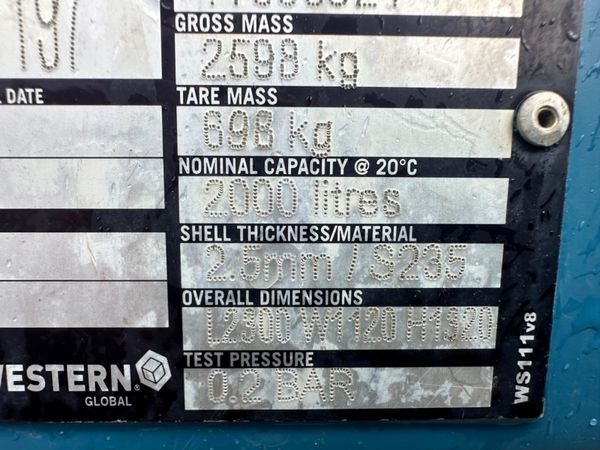 197
GROSS MASS
2598 kg
DATE
TARE MASS
698 kg
NOMINAL CAPACITY @ 20°C
2000 litres
SHELL THICKNESS/MATERIAL
2.5mm / S235
OVERALL DIMENSIONS
L2300 W1120 H1320
TEST PRESSURE
0.2 BAR
WESTERN
GLOBAL
WS111v8